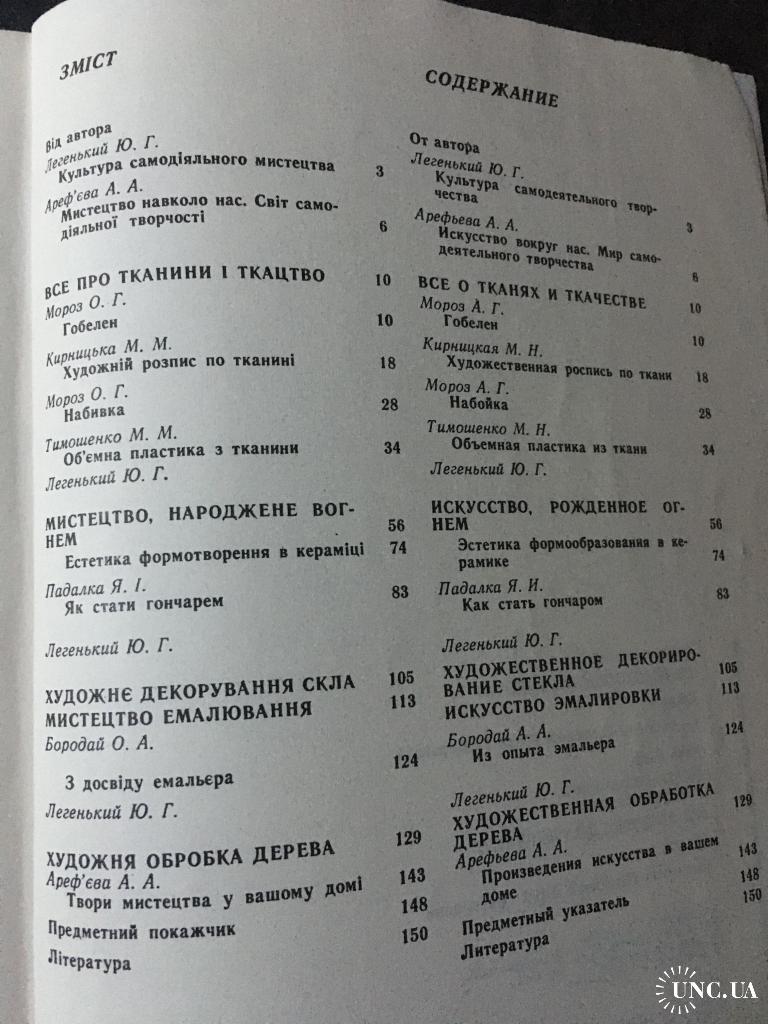 ЗМІСТ
Від автора
Легенький Ю. Г.
Культура самодіяльного мистецтва 3
Ареф'єва А. А.
Мистецтво навколо нас. Світ само-
діяльної творчості 6
ВСЕ ПРО ТКАНИНИ І ТКАЦТВО 10
Мороз О. Г.
Гобелен 10
Кирницька М. М.
Художній розпис по тканині 18
Мороз О. Г.
Набивка 28
Тимошенко М. М.
Об'ємна пластика з тканини 34
Легенький Ю. Г.
МИСТЕЦТВО, НАРОДЖЕНЕ ВОГ-
НЕМ 56
Естетика формотворення в кераміці 74
Падалка Я. І.
Як стати гончарем 83
Легенький Ю. Г.
ХУДОЖНЄ ДЕКОРУВАННЯ СКЛА 105
МИСТЕЦТВО ЕМАЛЮВАННЯ 113
Бородай О. А.
З досвіду емальєра 124
Легенький Ю. Г.
ХУДОЖНЯ ОБРОБКА ДЕРЕВА 129
Ареф'єва А. А.
Твори мистецтва у вашому домі 143
Предметний покажчик 148
Література 150
СОДЕРЖАНИЕ
От автора
Легенький Ю. Г.
Культура самодеятельного твор-
чества 3
Арефьева А. А.
Искусство вокруг нас. Мир само-
деятельного творчества 6
ВСЕ О ТКАНЯХ И ТКАЧЕСТВЕ 10
Мороз А. Г.
Гобелен 10
Кирницкая М. Н.
Художественная роспись по ткани 18
Мороз А. Г.
Набойка 28
Тимошенко М. Н.
Объемная пластика из ткани 34
Легенький Ю. Г.
ИСКУССТВО, РОЖДЕННОЕ ОГ-
НЕМ 56
Эстетика формообразования в ке-
рамике 74
Падалка Я. И.
Как стать гончаром 83
Легенький Ю. Г.
ХУДОЖЕСТВЕННОЕ ДЕКОРИРО-
ВАНИЕ СТЕКЛА 105
ИСКУССТВО ЭМАЛИРОВКИ 113
Бородай А. А.
Из опыта эмальера 124
Легенький Ю. Г.
ХУДОЖЕСТВЕННАЯ ОБРАБОТКА
ДЕРЕВА 129
Арефьева А. А.
Произведения искусства в вашем
доме 143
Предметный указатель 148
Литература 150
UNC.UA